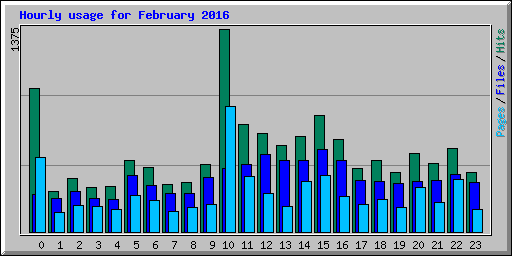 Hourly usage for February 2016
1375
Pages / Files / Hits
0 1 2 3 4 5 6 7 8 9 10 11 12 13 14 15 16 17 18 19 20 21 22 23